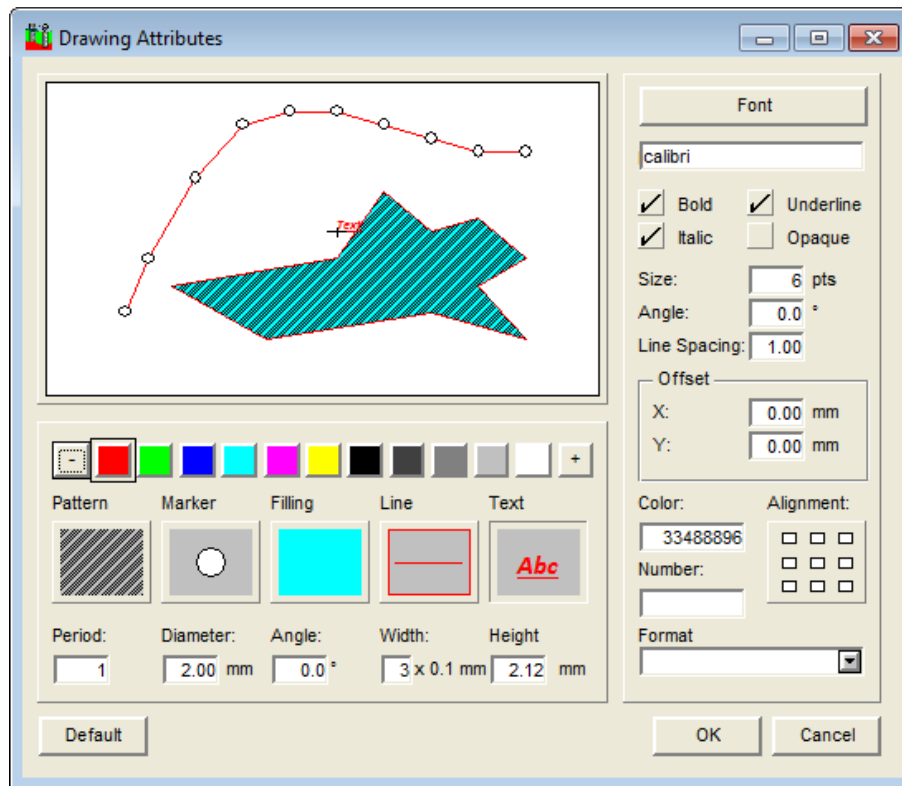 Drawing Attributes
Text
Font
calibri
Bold
Underline
Italic
Opaque
Size: 6 pts
Angle: 0.0 °
Line Spacing: 1.00
Offset
X: 0.00 mm
Y: 0.00 mm
- +
Pattern Marker Filling Line Text
Abc
Period: Diameter: Angle: Width: Height
1 2.00 mm 0.0 ° 3 x 0.1 mm 2.12 mm
Color: Alignment:
33488896
Number:
Format
Default
OK
Cancel